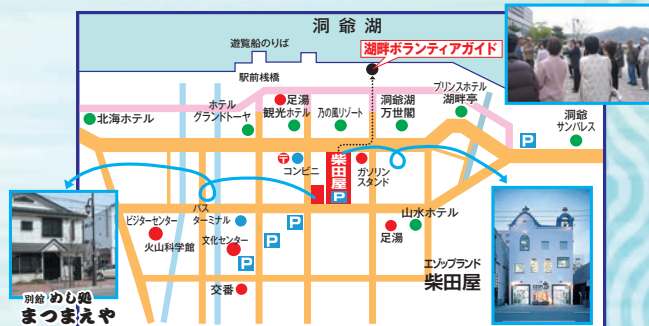 洞爺湖
遊覧船のりば
湖畔ボランティアガイド
駅前桟橋
プリンスホテル
湖畔亭
足湯
ホテル
グランドトーヤ
観光ホテル
乃の風リゾート
洞爺湖
万世閣
北海ホテル
洞爺
サンパレス
P
〒
コンビニ
柴田屋
P
ガソリン
スタンド
バス
ターミナル
ビジターセンター
火山科学館
文化センター
P
P
P
山水ホテル
足湯
エゾップランド
柴田屋
交番
別館 めし処
まつまえや